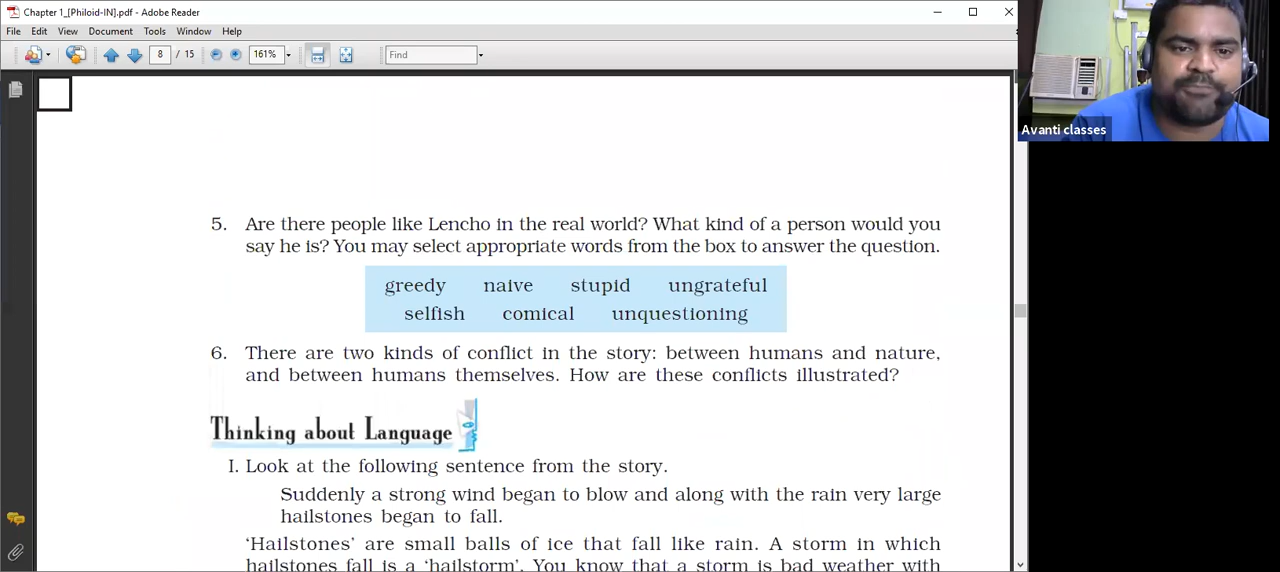 Chapter 1_[Philoid-IN].pdf - Adobe Reader
File Edit View Document Tools Window Help
8 / 15 161% Find
Avanti classes
5. Are there people like Lencho in the real world? What kind of a person would you
say he is? You may select appropriate words from the box to answer the question.
greedy naive stupid ungrateful
selfish comical unquestioning
6. There are two kinds of conflict in the story: between humans and nature,
and between humans themselves. How are these conflicts illustrated?
Thinking about Language
I. Look at the following sentence from the story.
Suddenly a strong wind began to blow and along with the rain very large
hailstones began to fall.
‘Hailstones’ are small balls of ice that fall like rain. A storm in which
hailstones fall is a ‘hailstorm’. You know that a storm is bad weather with